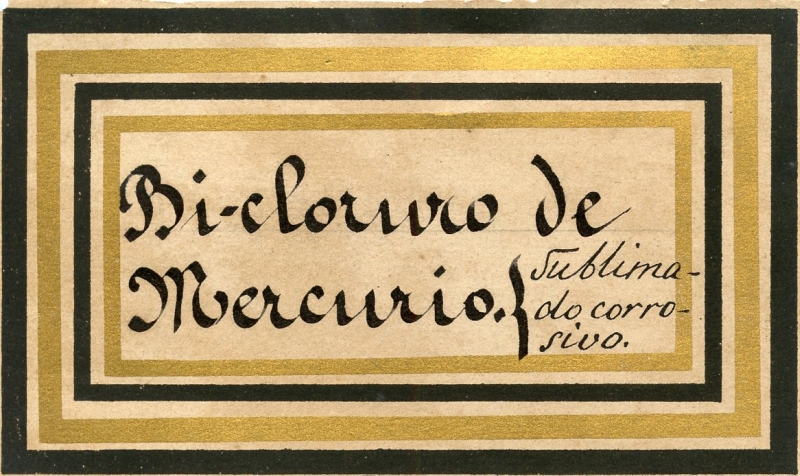 Bi-cloruro de
Mercurio. {
Sublima-
do corro-
sivo.